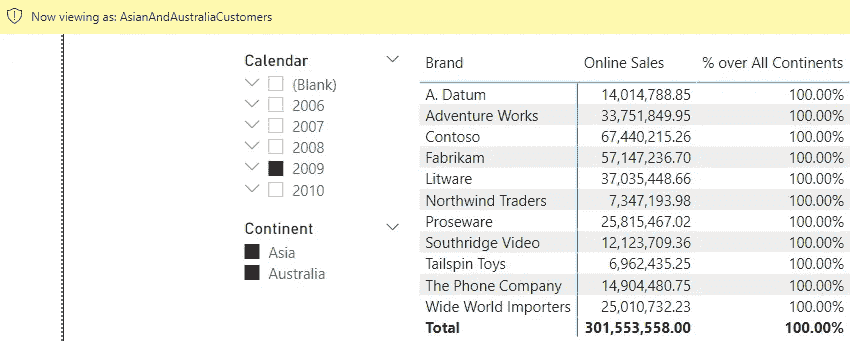 Now viewing as: AsianAndAustraliaCustomers
Calendar
(Blank)
2006
2007
2008
2009
2010
Continent
Asia
Australia
Brand Online Sales % over All Continents
A. Datum 14,014,788.85 100.00%
Adventure Works 33,751,849.95 100.00%
Contoso 67,440,215.26 100.00%
Fabrikam 57,147,236.70 100.00%
Litware 37,035,448.66 100.00%
Northwind Traders 7,347,193.98 100.00%
Proseware 25,815,467.02 100.00%
Southridge Video 12,123,709.36 100.00%
Tailspin Toys 6,962,435.25 100.00%
The Phone Company 14,904,480.75 100.00%
Wide World Importers 25,010,732.23 100.00%
Total 301,553,558.00 100.00%